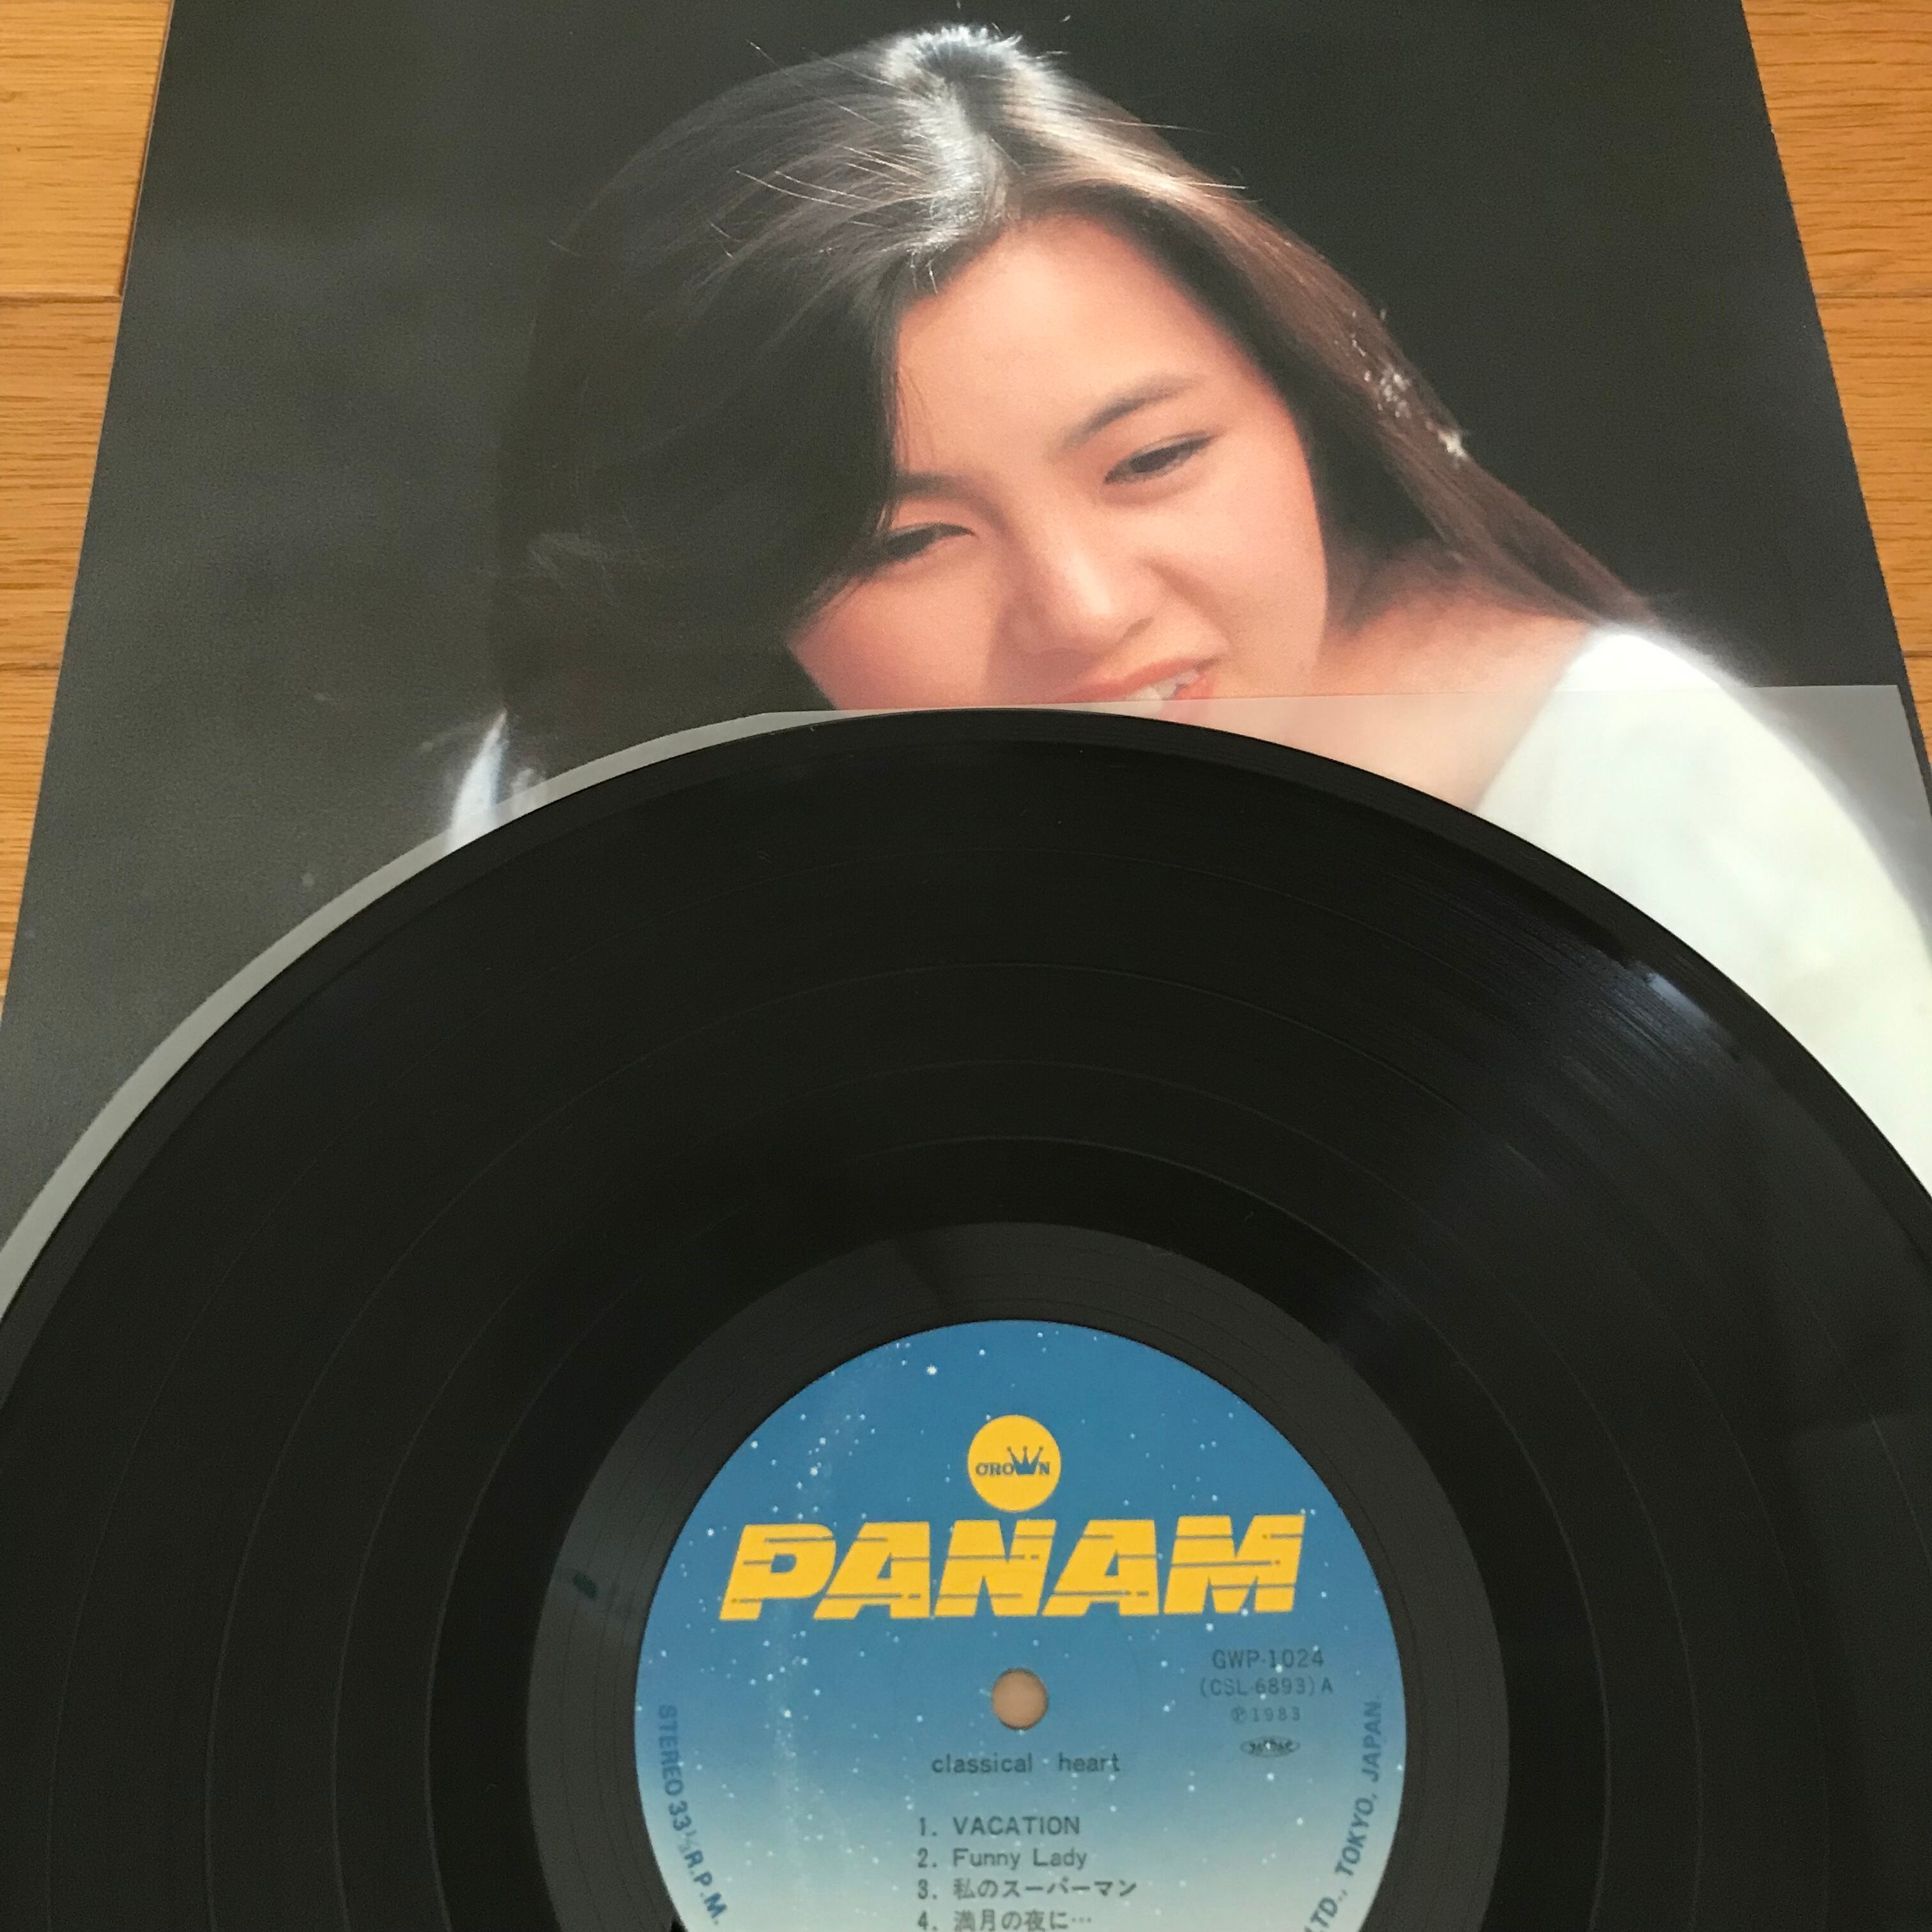 CROWN
PANAM
GWP-1024
(CSL-6893) A
Ⓟ1983
classical heart
1. VACATION
2. Funny Lady
3. 私のスーパーマン
4. 満月の夜に…
STEREO 33⅓ R.P.M.
LTD., TOKYO, JAPAN.